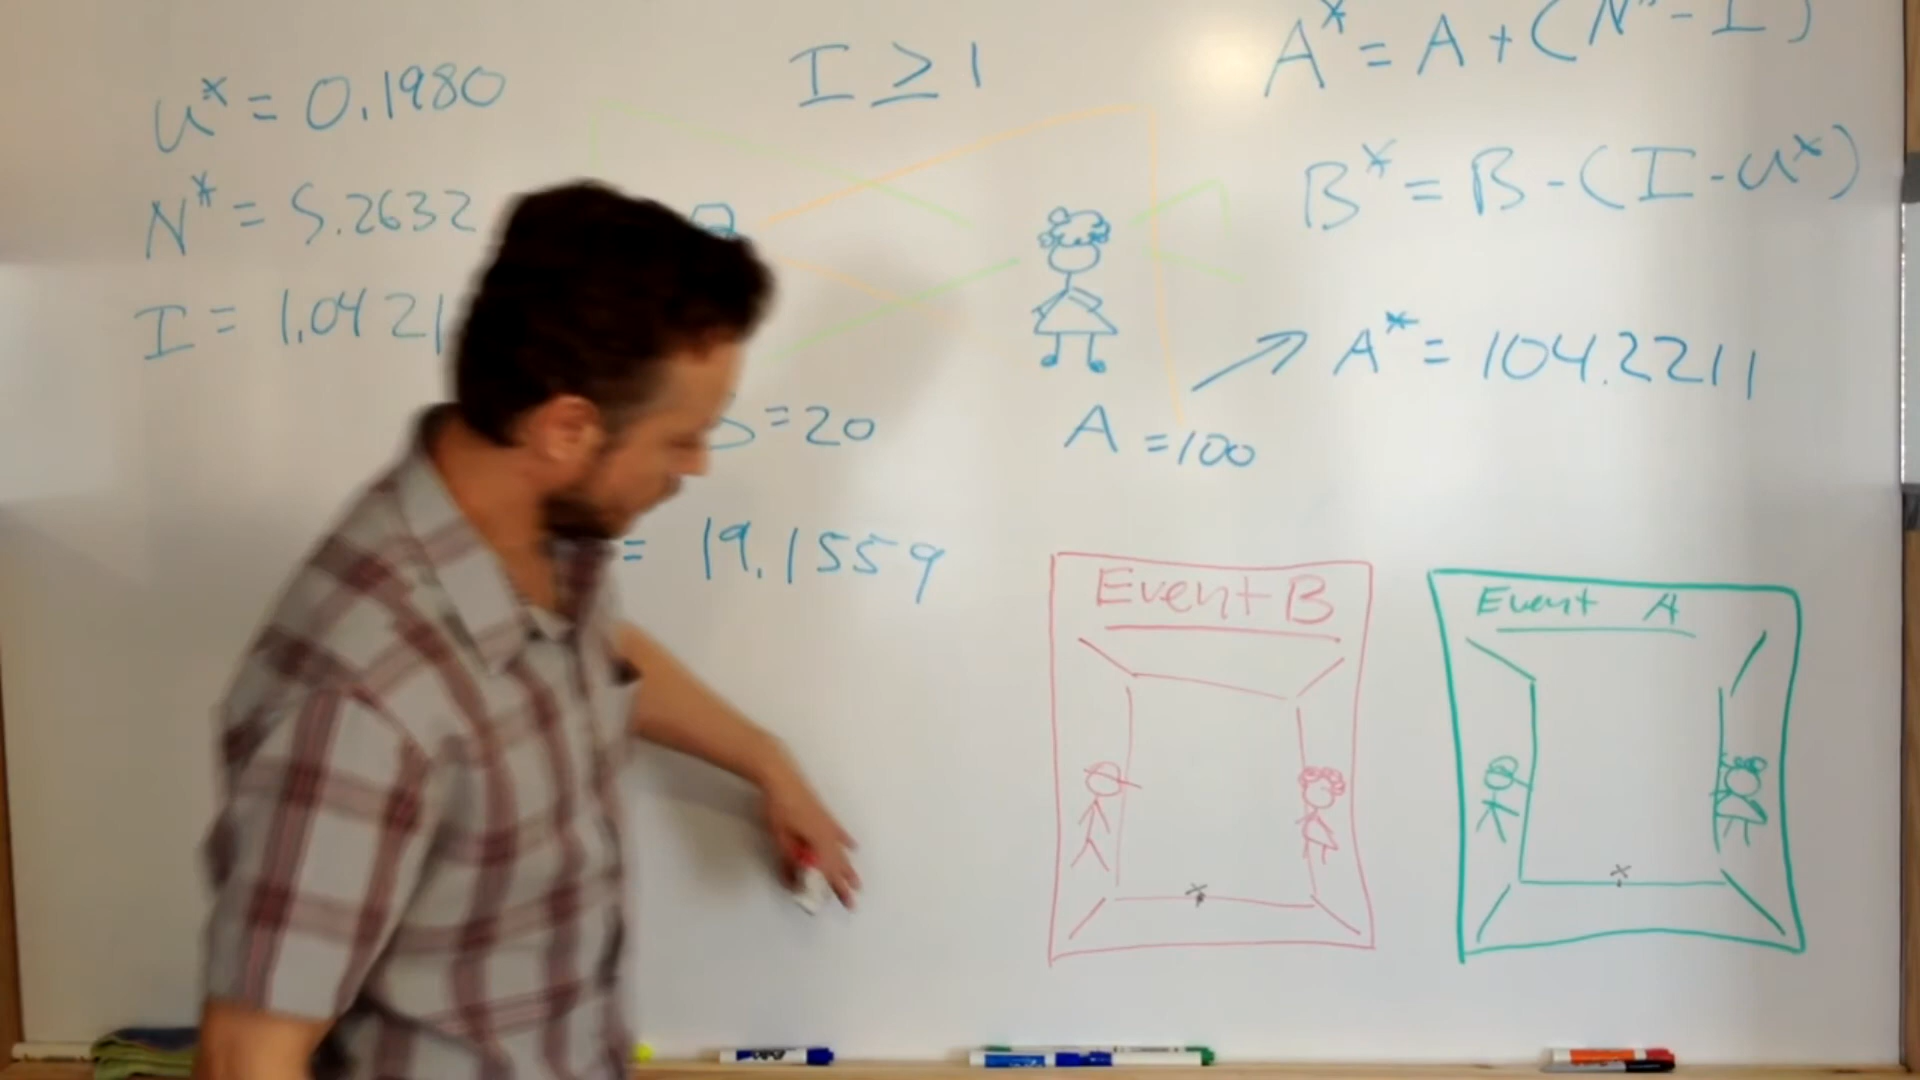 u* = 0.1980
N* = 5.2632
I = 1.0421
I ≥ 1
A* = A + (N* - I)
B* = B - (I - u*)
A* = 104.2211
= 20
A = 100
= 19.1559
Event B
Event A